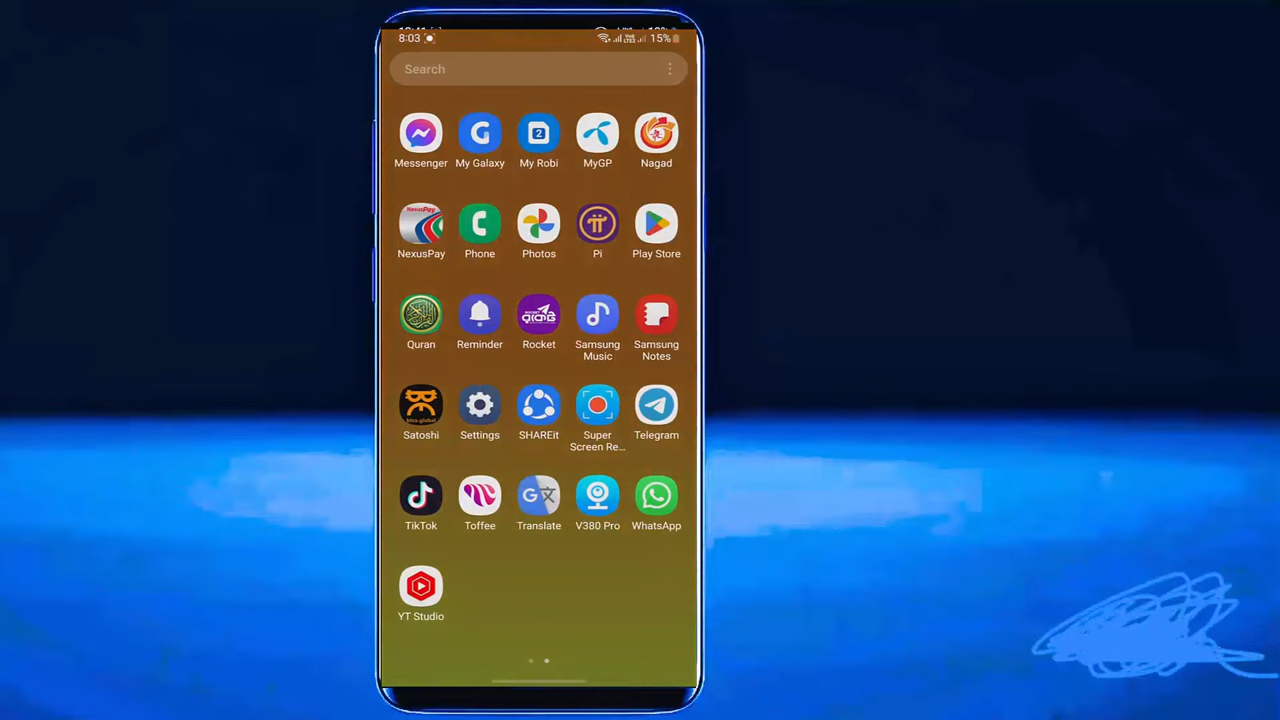 8:03 15%
Search
Messenger My Galaxy My Robi MyGP Nagad
NexusPay Phone Photos Pi Play Store
Quran Reminder Rocket Samsung Music Samsung Notes
Satoshi Settings SHAREit Super Screen Re... Telegram
TikTok Toffee Translate V380 Pro WhatsApp
YT Studio